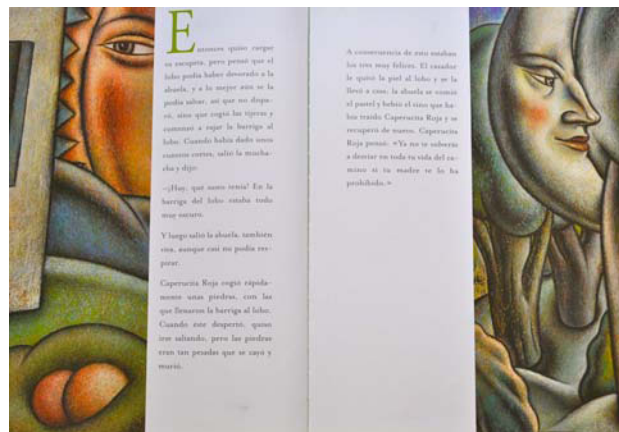 Entonces quiso cargar
su escopeta, pero pensó que el
lobo podía haber devorado a la
abuela, y a lo mejor aún se la
podía salvar, así que no dispa-
ró, sino que cogió las tijeras y
comenzó a rajar la barriga al
lobo. Cuando había dado unos
cuantos cortes, salió la mucha-
cha y dijo:
—¡Huy, qué susto tenía! En la
barriga del lobo estaba todo
muy oscuro.
Y luego salió la abuela, también
viva, aunque casi no podía res-
pirar.
Caperucita Roja cogió rápida-
mente unas piedras, con las
que llenaron la barriga al lobo.
Cuando éste despertó, quiso
irse saltando, pero las piedras
eran tan pesadas que se cayó y
murió.
A consecuencia de esto estaban
los tres muy felices. El cazador
le quitó la piel al lobo y se la
llevó a casa; la abuela se comió
el pastel y bebió el vino que ha-
bía traído Caperucita Roja y se
recuperó de nuevo. Caperucita
Roja pensó: «Ya no te volverás
a desviar en toda tu vida del ca-
mino si tu madre te lo ha
prohibido.»